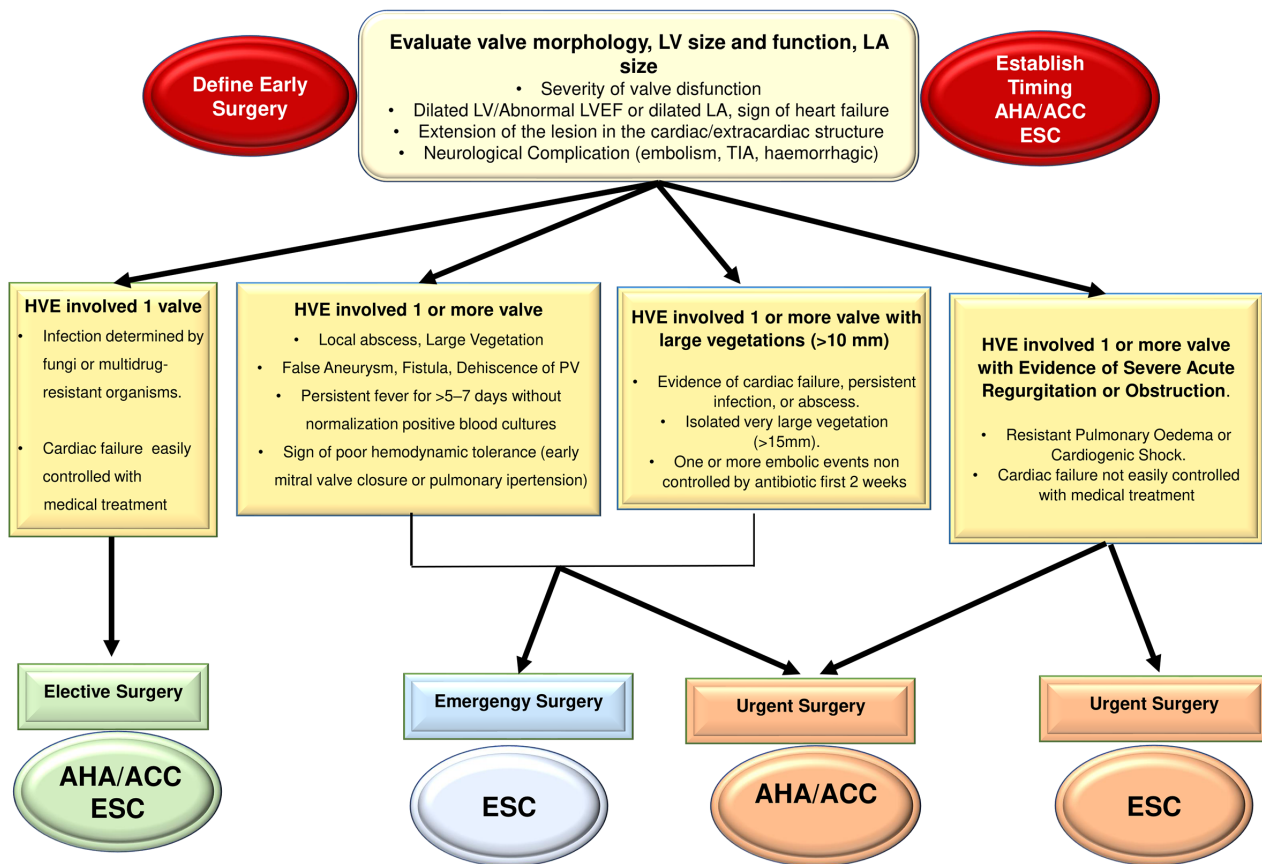 Define Early
Surgery
Evaluate valve morphology, LV size and function, LA
size
• Severity of valve disfunction
• Dilated LV/Abnormal LVEF or dilated LA, sign of heart failure
• Extension of the lesion in the cardiac/extracardiac structure
• Neurological Complication (embolism, TIA, haemorrhagic)
Establish
Timing
AHA/ACC
ESC
HVE involved 1 valve
• Infection determined by
fungi or multidrug-
resistant organisms.
• Cardiac failure easily
controlled with
medical treatment
HVE involved 1 or more valve
• Local abscess, Large Vegetation
• False Aneurysm, Fistula, Dehiscence of PV
• Persistent fever for >5–7 days without
normalization positive blood cultures
• Sign of poor hemodynamic tolerance (early
mitral valve closure or pulmonary ipertension)
HVE involved 1 or more valve with
large vegetations (>10 mm)
• Evidence of cardiac failure, persistent
infection, or abscess.
• Isolated very large vegetation
(>15mm).
• One or more embolic events non
controlled by antibiotic first 2 weeks
HVE involved 1 or more valve
with Evidence of Severe Acute
Regurgitation or Obstruction.
• Resistant Pulmonary Oedema or
Cardiogenic Shock.
• Cardiac failure not easily controlled
with medical treatment
Elective Surgery
AHA/ACC
ESC
Emergengy Surgery
ESC
Urgent Surgery
AHA/ACC
Urgent Surgery
ESC